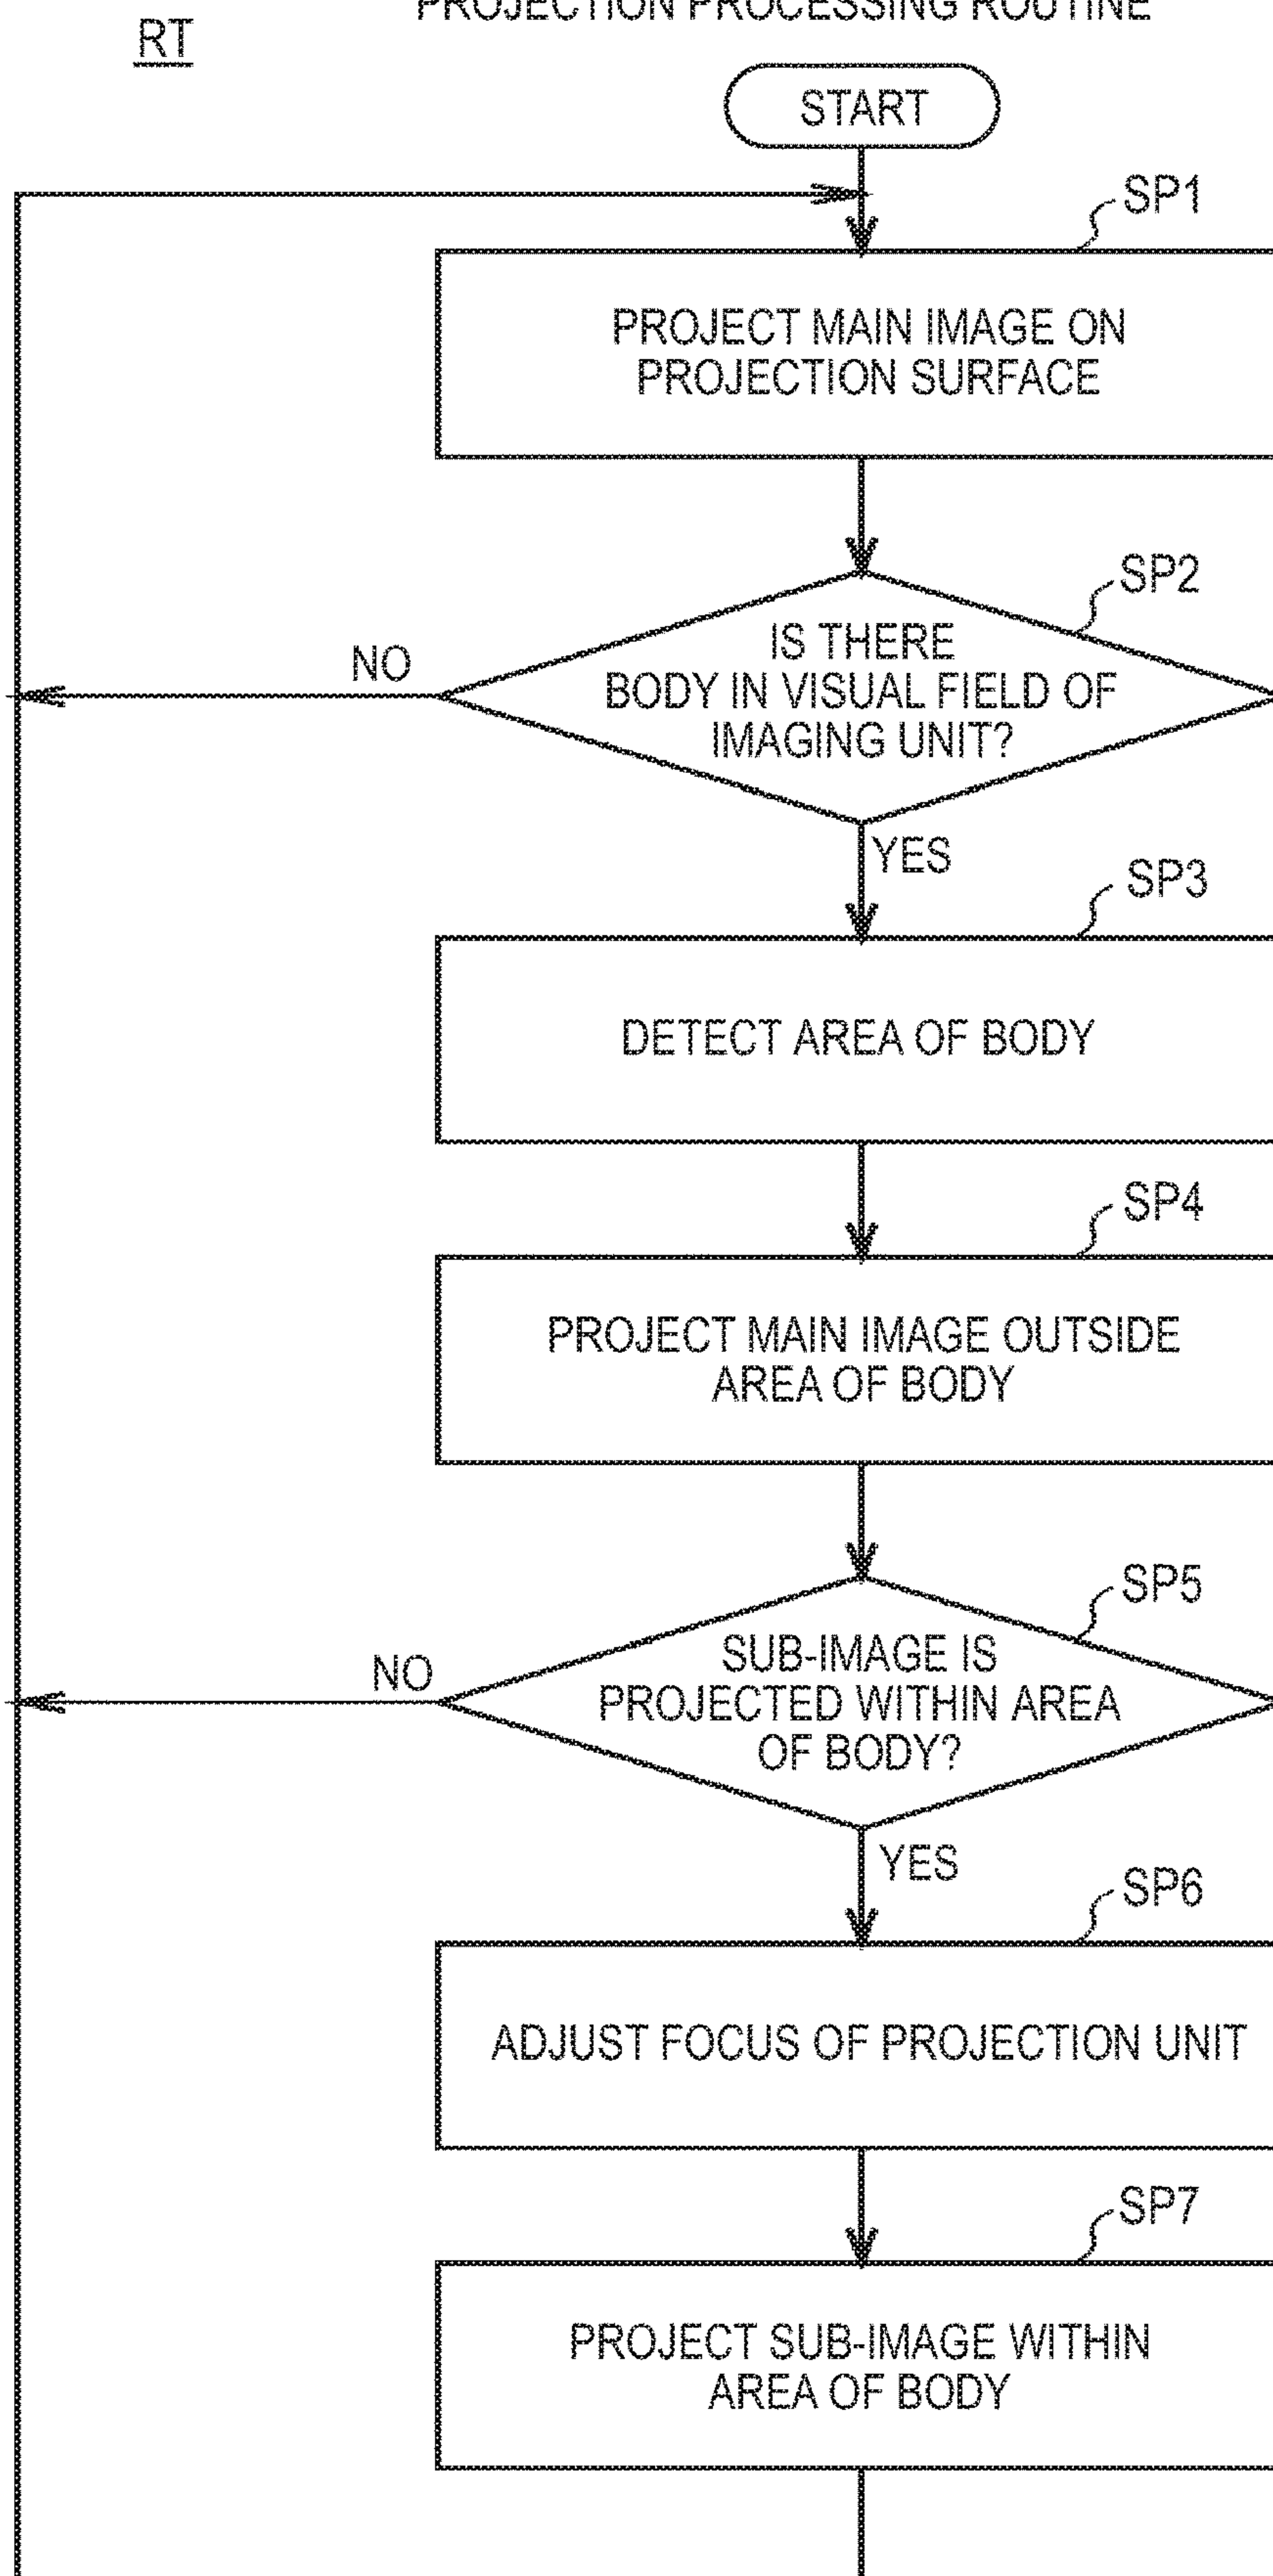 PROJECTION PROCESSING ROUTINE
RT
START
SP1
PROJECT MAIN IMAGE ON
PROJECTION SURFACE
SP2
IS THERE
BODY IN VISUAL FIELD OF
IMAGING UNIT?
NO
YES
SP3
DETECT AREA OF BODY
SP4
PROJECT MAIN IMAGE OUTSIDE
AREA OF BODY
SP5
SUB-IMAGE IS
PROJECTED WITHIN AREA
OF BODY?
NO
YES
SP6
ADJUST FOCUS OF PROJECTION UNIT
SP7
PROJECT SUB-IMAGE WITHIN
AREA OF BODY